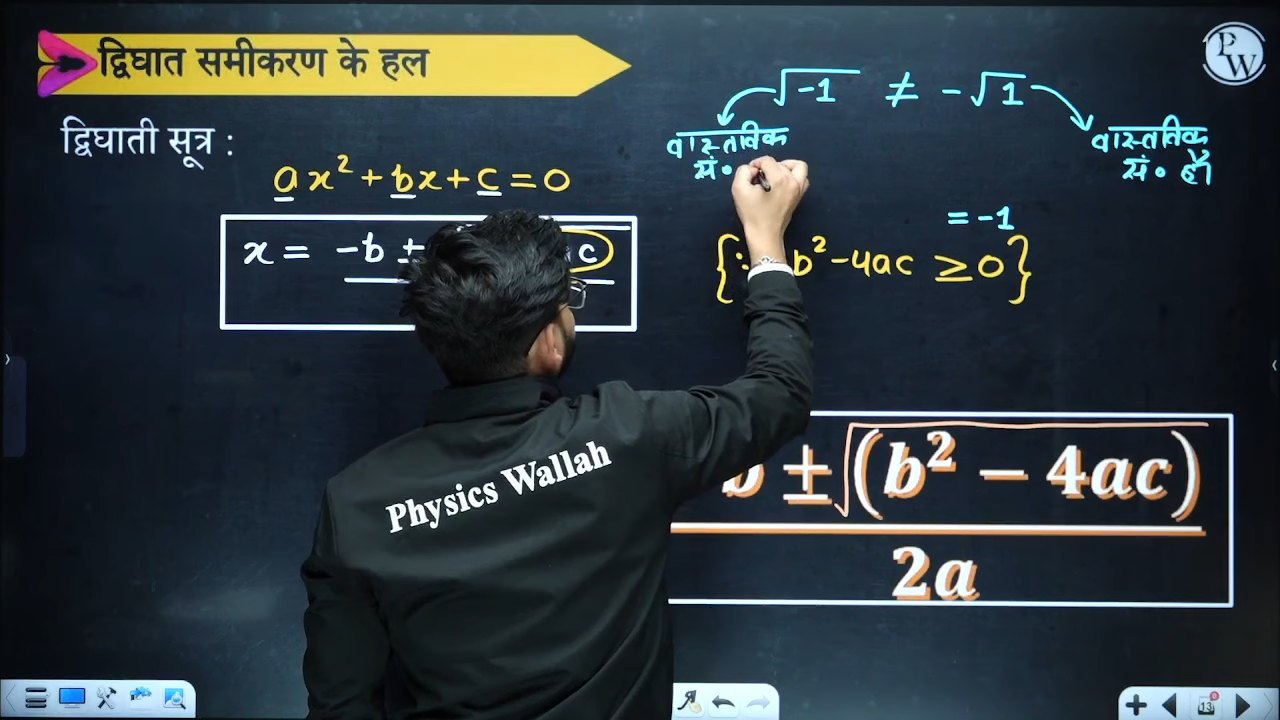 द्विघात समीकरण के हल
PW
√-1 ≠ -√1
द्विघाती सूत्र :
वास्तविक
सं॰
वास्तविक
सं॰ है
ax² + bx + c = 0
= -1
x = -b ±
c
{∵ b² - 4ac ≥ 0}
b ± √(b² - 4ac)
2a
Physics Wallah
13